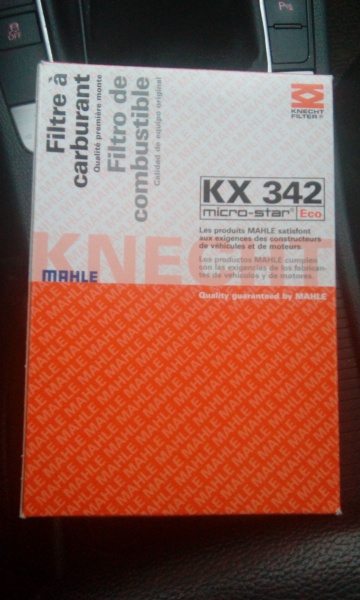 OFF
P
Filtre à
carburant
Qualité première monte
Filtro de
combustible
Calidad de equipo original
KNECHT
FILTER
KX 342
micro-star® Eco
Les produits MAHLE satisfont
aux exigences des constructeurs
de véhicules et de moteurs
Los productos MAHLE cumplen
con las exigencias de los fabrican-
tes de vehículos y de motores
KNECHT
MAHLE
Quality guaranteed by MAHLE